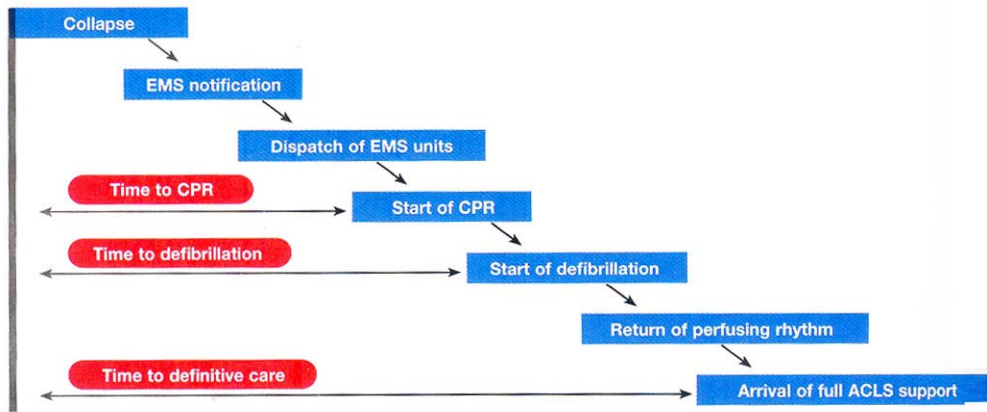 Collapse
EMS notification
Dispatch of EMS units
Time to CPR
Start of CPR
Time to defibrillation
Start of defibrillation
Return of perfusing rhythm
Time to definitive care
Arrival of full ACLS support